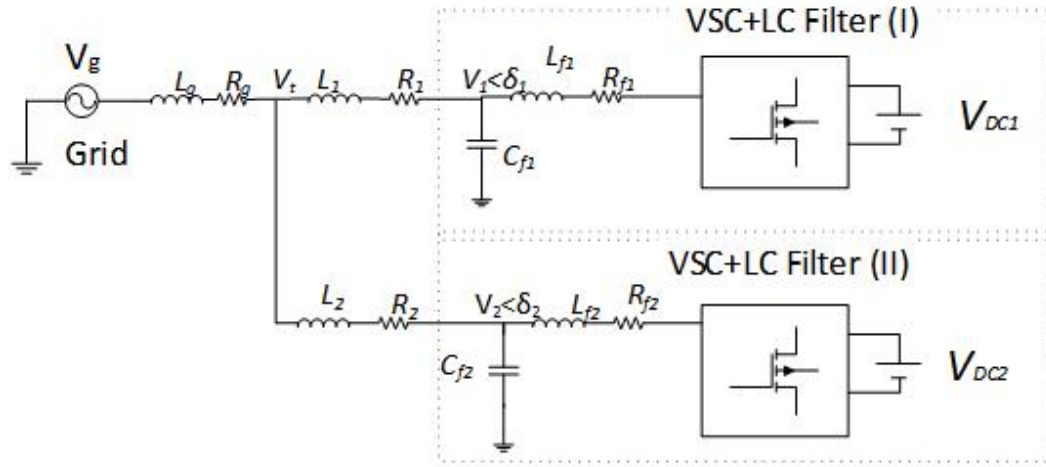 VSC+LC Filter (I)
Vg
Lg Rg Vt L1 R1 V1<δ1 Lf1 Rf1
VDC1
Grid
Cf1
VSC+LC Filter (II)
L2 R2 V2<δ2 Lf2 Rf2
Cf2
VDC2